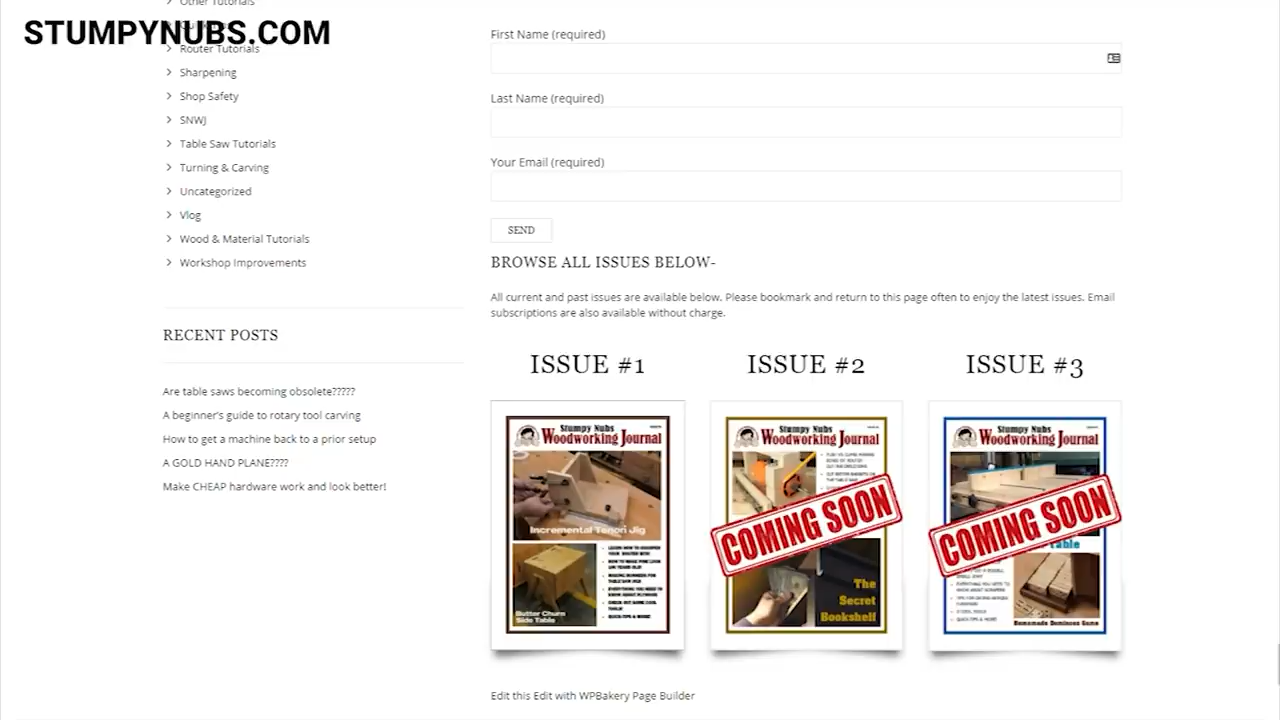 Other Tutorials
STUMPYNUBS.COM
Router Tutorials
Sharpening
Shop Safety
SNWJ
Table Saw Tutorials
Turning & Carving
Uncategorized
Vlog
Wood & Material Tutorials
Workshop Improvements
RECENT POSTS
Are table saws becoming obsolete?????
A beginner's guide to rotary tool carving
How to get a machine back to a prior setup
A GOLD HAND PLANE????
Make CHEAP hardware work and look better!
First Name (required)
Last Name (required)
Your Email (required)
SEND
BROWSE ALL ISSUES BELOW-
All current and past issues are available below. Please bookmark and return to this page often to enjoy the latest issues. Email
subscriptions are also available without charge.
ISSUE #1
Stumpy Nubs
Woodworking Journal
Incremental Tenon Jig
Butter Churn
Side Table
ISSUE #2
Stumpy Nubs
Woodworking Journal
COMING SOON
The
Secret
Bookshelf
ISSUE #3
Stumpy Nubs
Woodworking Journal
COMING SOON
Table
Homemade Dominoes Game
Edit this Edit with WPBakery Page Builder